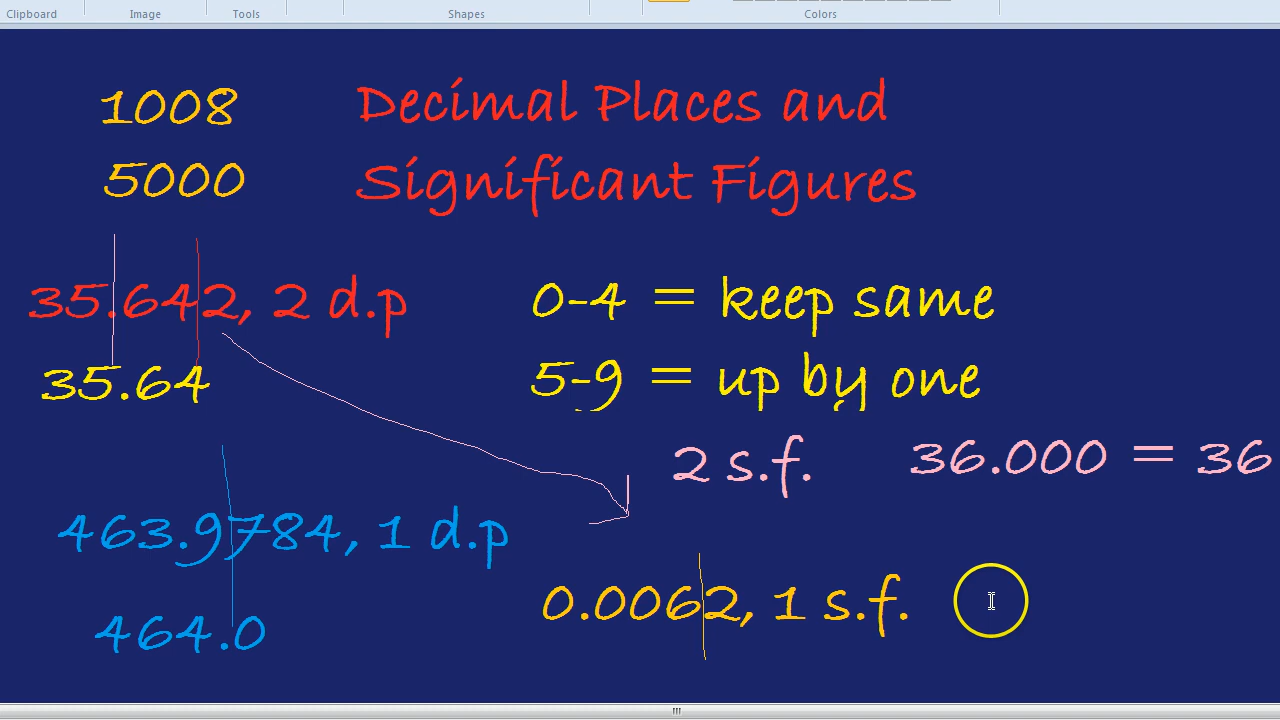 Clipboard Image Tools Shapes Colors
1008
5000
Decimal Places and
Significant Figures
35.642, 2 d.p
35.64
0-4 = keep same
5-9 = up by one
2 s.f. 36.000 = 36
463.9784, 1 d.p
464.0
0.0062, 1 s.f.